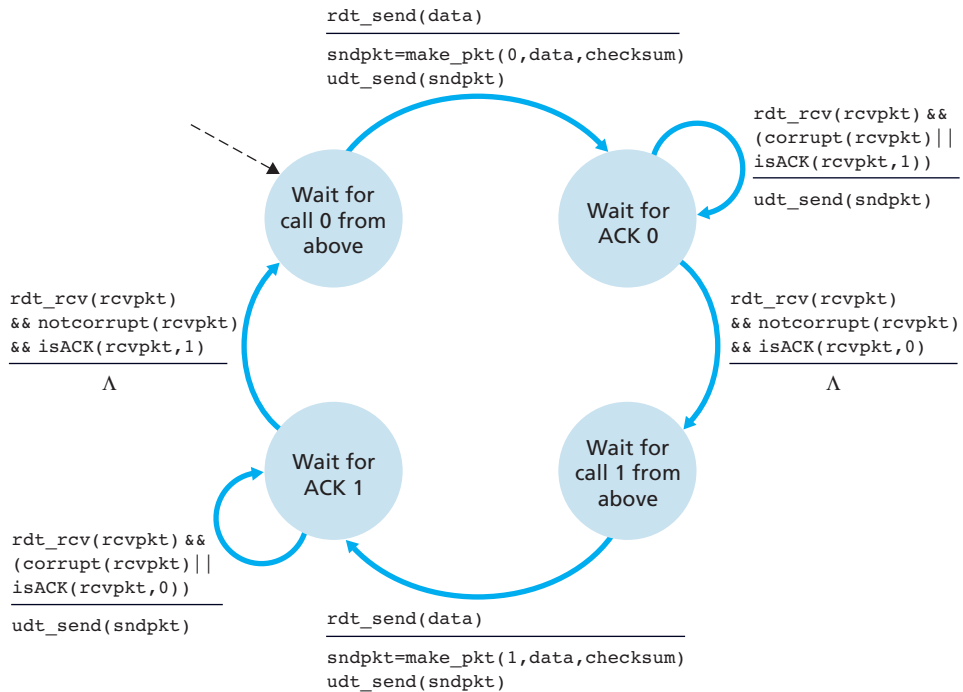 rdt_send(data)
sndpkt=make_pkt(0,data,checksum)
udt_send(sndpkt)
rdt_rcv(rcvpkt) &&
(corrupt(rcvpkt)||
isACK(rcvpkt,1))
udt_send(sndpkt)
Wait for
call 0 from
above
Wait for
ACK 0
rdt_rcv(rcvpkt)
&& notcorrupt(rcvpkt)
&& isACK(rcvpkt,1)
Λ
rdt_rcv(rcvpkt)
&& notcorrupt(rcvpkt)
&& isACK(rcvpkt,0)
Λ
Wait for
ACK 1
Wait for
call 1 from
above
rdt_rcv(rcvpkt) &&
(corrupt(rcvpkt)||
isACK(rcvpkt,0))
udt_send(sndpkt)
rdt_send(data)
sndpkt=make_pkt(1,data,checksum)
udt_send(sndpkt)